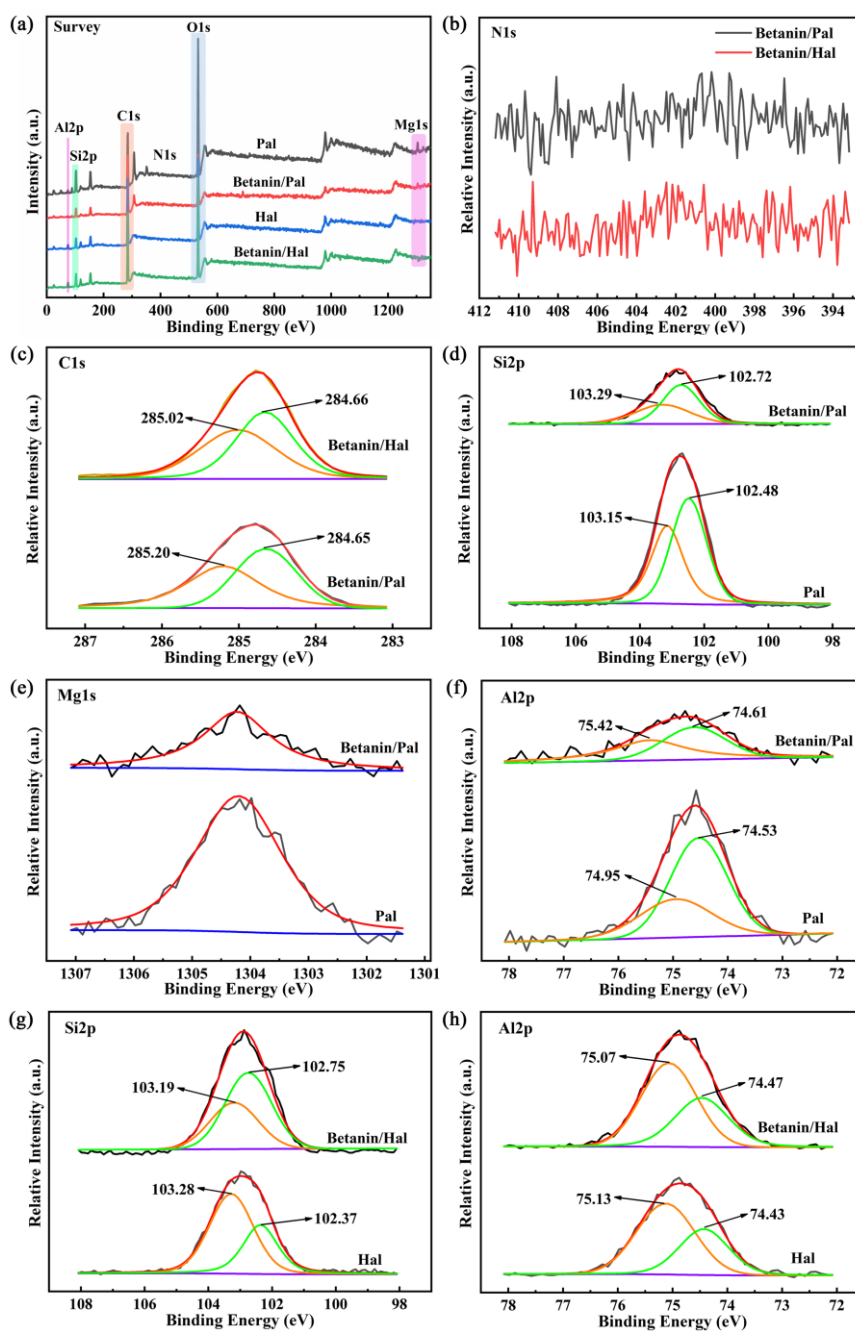 (a) Survey
O1s
C1s
Al2p
Si2p
N1s
Mg1s
Pal
Betanin/Pal
Hal
Betanin/Hal
Intensity (a.u.)
0 200 400 600 800 1000 1200
Binding Energy (eV)
(b) N1s
Betanin/Pal
Betanin/Hal
Relative Intensity (a.u.)
412 410 408 406 404 402 400 398 396 394
Binding Energy (eV)
(c) C1s
284.66
285.02
Betanin/Hal
284.65
285.20
Betanin/Pal
Relative Intensity (a.u.)
287 286 285 284 283
Binding Energy (eV)
(d) Si2p
102.72
103.29
Betanin/Pal
102.48
103.15
Pal
Relative Intensity (a.u.)
108 106 104 102 100 98
Binding Energy (eV)
(e) Mg1s
Betanin/Pal
Pal
Relative Intensity (a.u.)
1307 1306 1305 1304 1303 1302 1301
Binding Energy (eV)
(f) Al2p
74.61
75.42
Betanin/Pal
74.53
74.95
Pal
Relative Intensity (a.u.)
78 77 76 75 74 73 72
Binding Energy (eV)
(g) Si2p
102.75
103.19
Betanin/Hal
103.28
102.37
Hal
Relative Intensity (a.u.)
108 106 104 102 100 98
Binding Energy (eV)
(h) Al2p
75.07
74.47
Betanin/Hal
75.13
74.43
Hal
Relative Intensity (a.u.)
78 77 76 75 74 73 72
Binding Energy (eV)